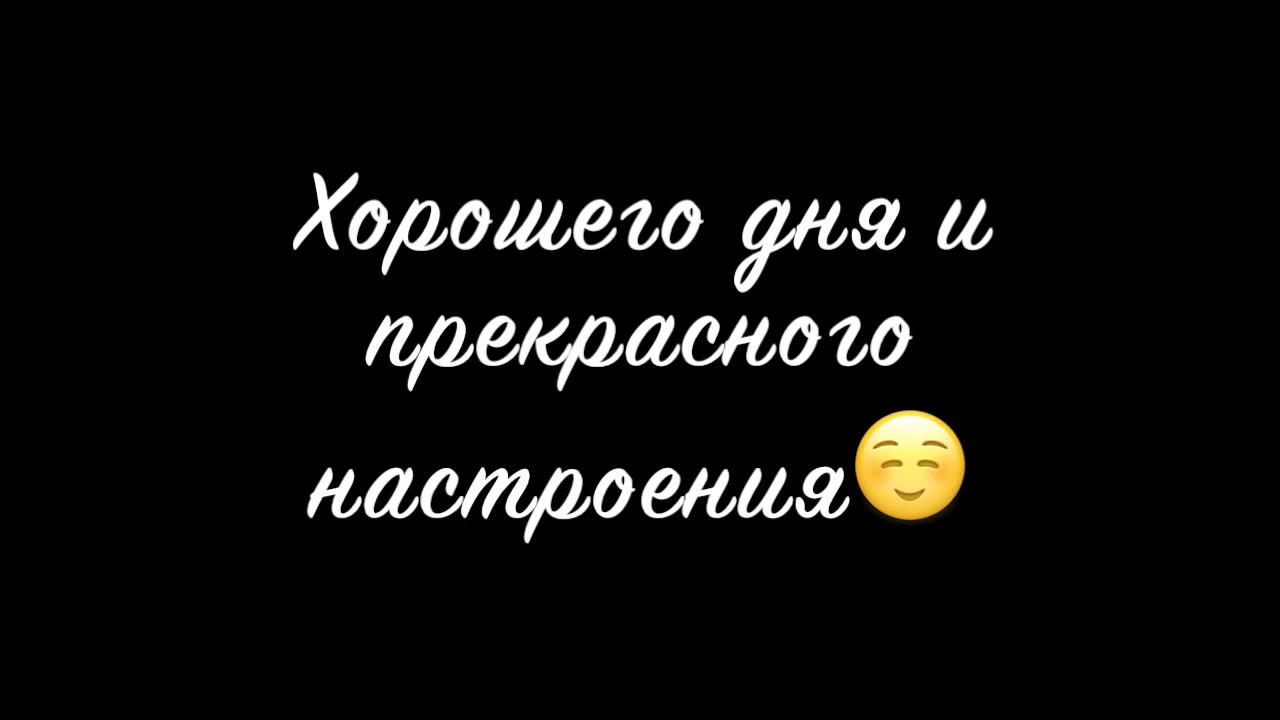 Хорошего дня и
прекрасного
настроения😊